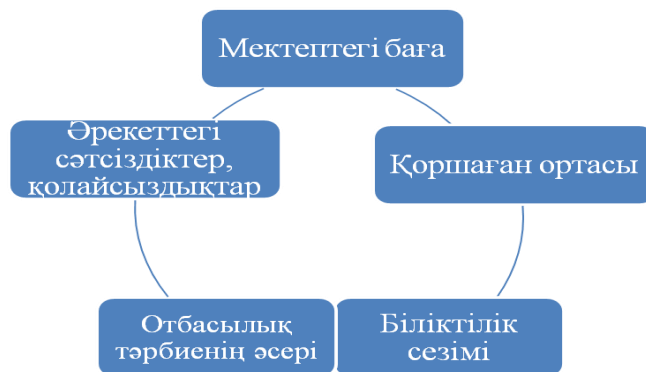 Мектептегі баға
Әрекеттегі
сәтсіздіктер,
қолайсыздықтар
Қоршаған ортасы
Отбасылық
тәрбиенің әсері
Біліктілік
сезімі